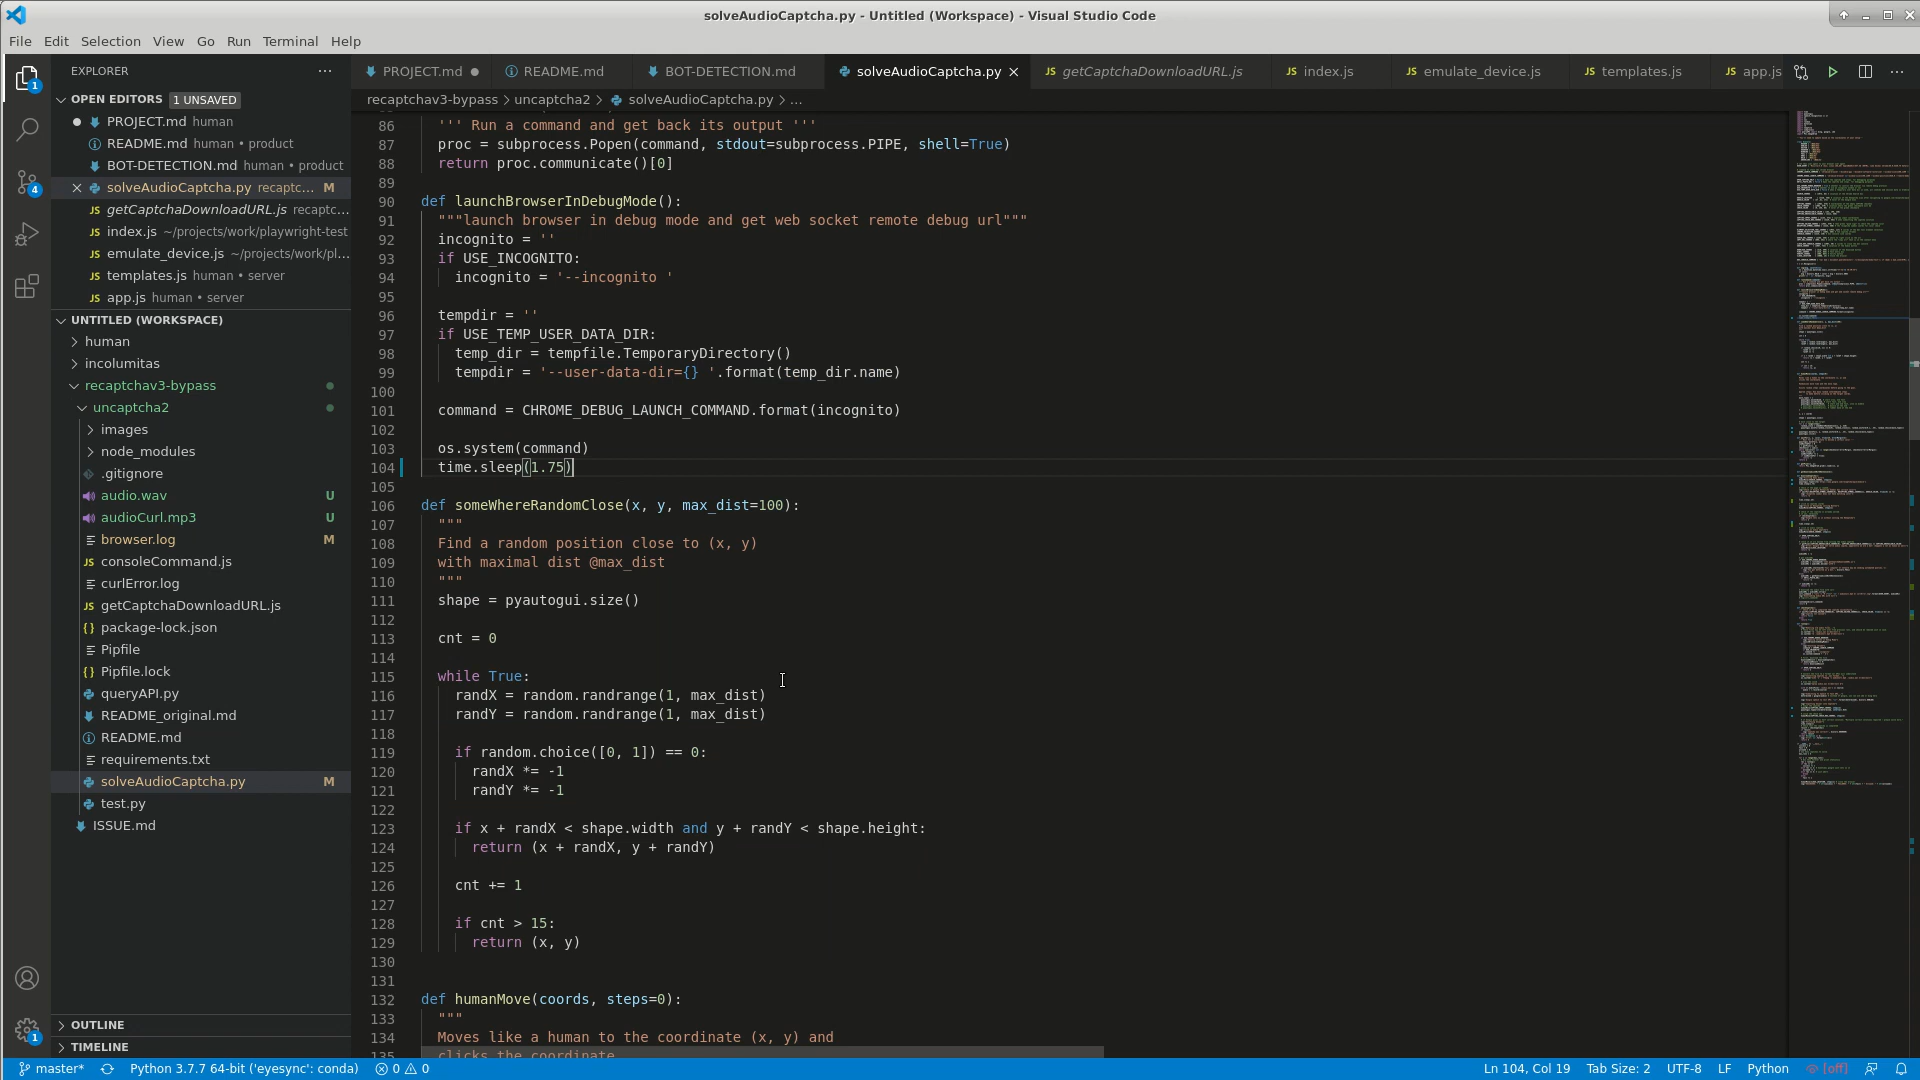 solveAudioCaptcha.py - Untitled (Workspace) - Visual Studio Code
File Edit Selection View Go Run Terminal Help
EXPLORER ...
PROJECT.md README.md BOT-DETECTION.md solveAudioCaptcha.py getCaptchaDownloadURL.js index.js emulate_device.js templates.js app.js
recaptchav3-bypass > uncaptcha2 > solveAudioCaptcha.py > ...
OPEN EDITORS 1 UNSAVED
PROJECT.md human
README.md human • product
BOT-DETECTION.md human • product
solveAudioCaptcha.py recaptc... M
JS getCaptchaDownloadURL.js recaptc...
JS index.js ~/projects/work/playwright-test
JS emulate_device.js ~/projects/work/pl...
JS templates.js human • server
JS app.js human • server
UNTITLED (WORKSPACE)
human
incolumitas
recaptchav3-bypass
uncaptcha2
images
node_modules
.gitignore
audio.wav U
audioCurl.mp3 U
browser.log M
JS consoleCommand.js
curlError.log
JS getCaptchaDownloadURL.js
{} package-lock.json
Pipfile
{} Pipfile.lock
queryAPI.py
README_original.md
README.md
requirements.txt
solveAudioCaptcha.py M
test.py
ISSUE.md
OUTLINE
TIMELINE
1
4
1
86 ''' Run a command and get back its output '''
87 proc = subprocess.Popen(command, stdout=subprocess.PIPE, shell=True)
88 return proc.communicate()[0]
89
90 def launchBrowserInDebugMode():
91 """launch browser in debug mode and get web socket remote debug url"""
92 incognito = ''
93 if USE_INCOGNITO:
94 incognito = '--incognito '
95
96 tempdir = ''
97 if USE_TEMP_USER_DATA_DIR:
98 temp_dir = tempfile.TemporaryDirectory()
99 tempdir = '--user-data-dir={} '.format(temp_dir.name)
100
101 command = CHROME_DEBUG_LAUNCH_COMMAND.format(incognito)
102
103 os.system(command)
104 time.sleep(1.75)
105
106 def someWhereRandomClose(x, y, max_dist=100):
107 """
108 Find a random position close to (x, y)
109 with maximal dist @max_dist
110 """
111 shape = pyautogui.size()
112
113 cnt = 0
114
115 while True:
116 randX = random.randrange(1, max_dist)
117 randY = random.randrange(1, max_dist)
118
119 if random.choice([0, 1]) == 0:
120 randX *= -1
121 randY *= -1
122
123 if x + randX < shape.width and y + randY < shape.height:
124 return (x + randX, y + randY)
125
126 cnt += 1
127
128 if cnt > 15:
129 return (x, y)
130
131
132 def humanMove(coords, steps=0):
133 """
134 Moves like a human to the coordinate (x, y) and
135 clicks the coordinate
master* Python 3.7.7 64-bit ('eyesync': conda) 0 0 Ln 104, Col 19 Tab Size: 2 UTF-8 LF Python [off]